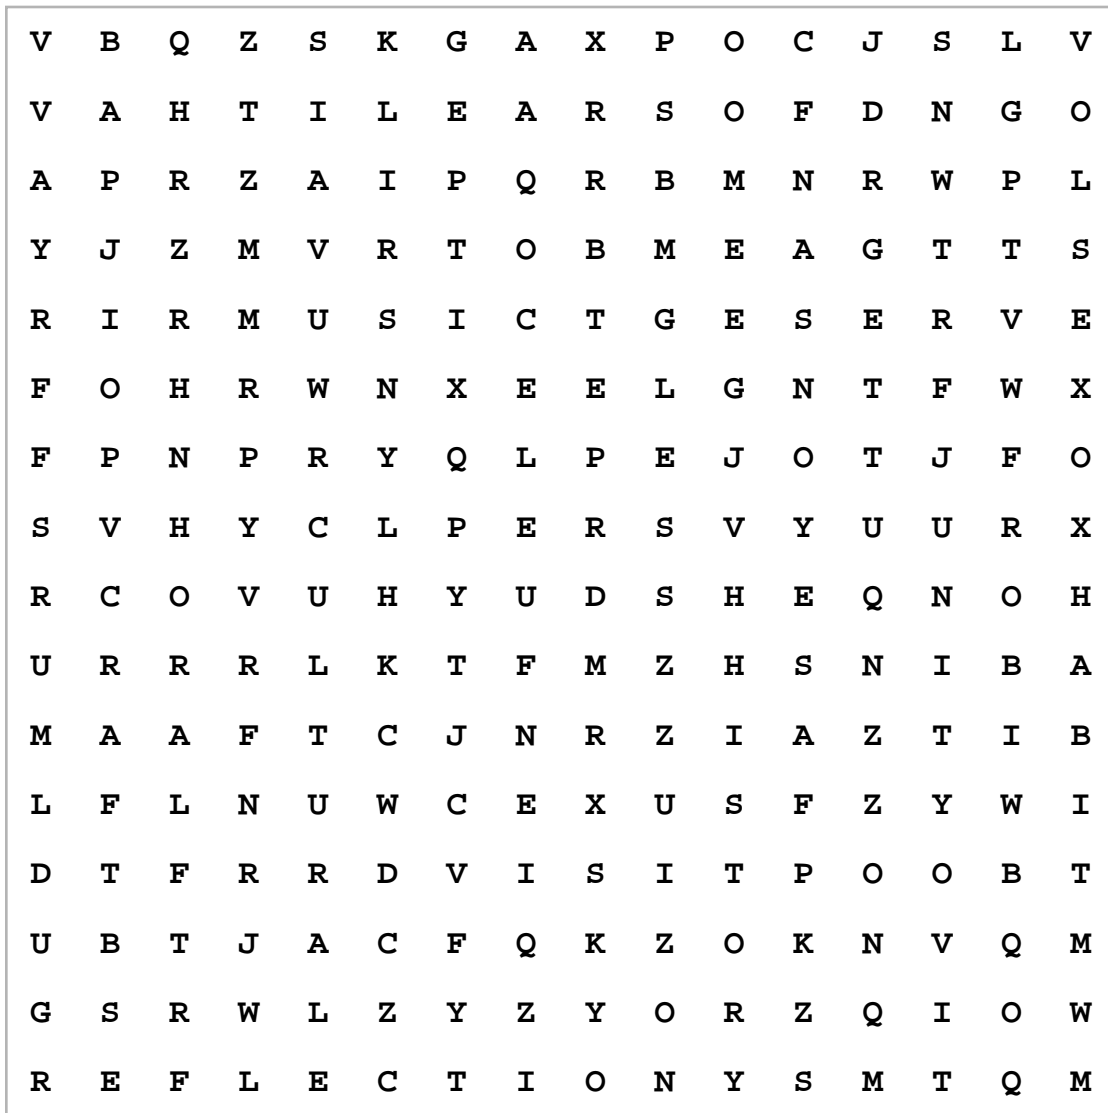 V B Q Z S K G A X P O C J S L V
V A H T I L E A R S O F D N G O
A P R Z A I P Q R B M N R W P L
Y J Z M V R T O B M E A G T T S
R I R M U S I C T G E S E R V E
F O H R W N X E E L G N T F W X
F P N P R Y Q L P E J O T J F O
S V H Y C L P E R S V Y U U R X
R C O V U H Y U D S H E Q N O H
U R R R L K T F M Z H S N I B A
M A A F T C J N R Z I A Z T I B
L F L N U W C E X U S F Z Y W I
D T F R R D V I S I T P O O B T
U B T J A C F Q K Z O K N V Q M
G S R W L Z Y Z Y O R Z Q I O W
R E F L E C T I O N Y S M T Q M